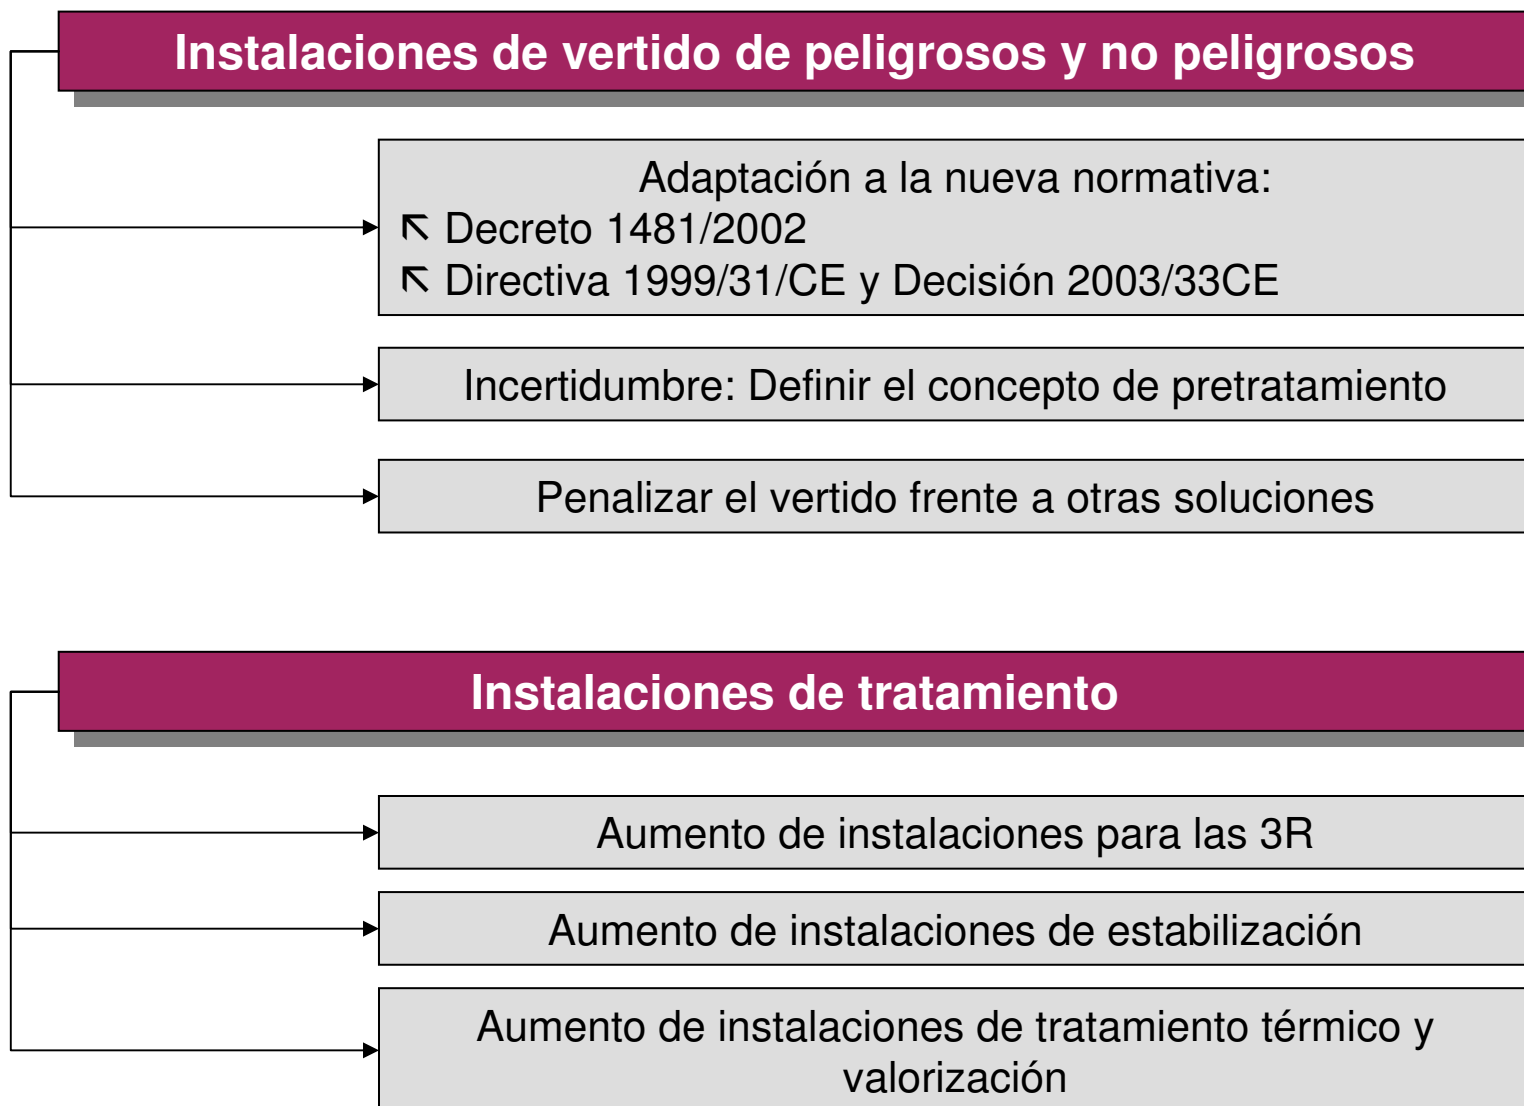 Instalaciones de vertido de peligrosos y no peligrosos
Adaptación a la nueva normativa:
↖ Decreto 1481/2002
↖ Directiva 1999/31/CE y Decisión 2003/33CE
Incertidumbre: Definir el concepto de pretratamiento
Penalizar el vertido frente a otras soluciones
Instalaciones de tratamiento
Aumento de instalaciones para las 3R
Aumento de instalaciones de estabilización
Aumento de instalaciones de tratamiento térmico y
valorización